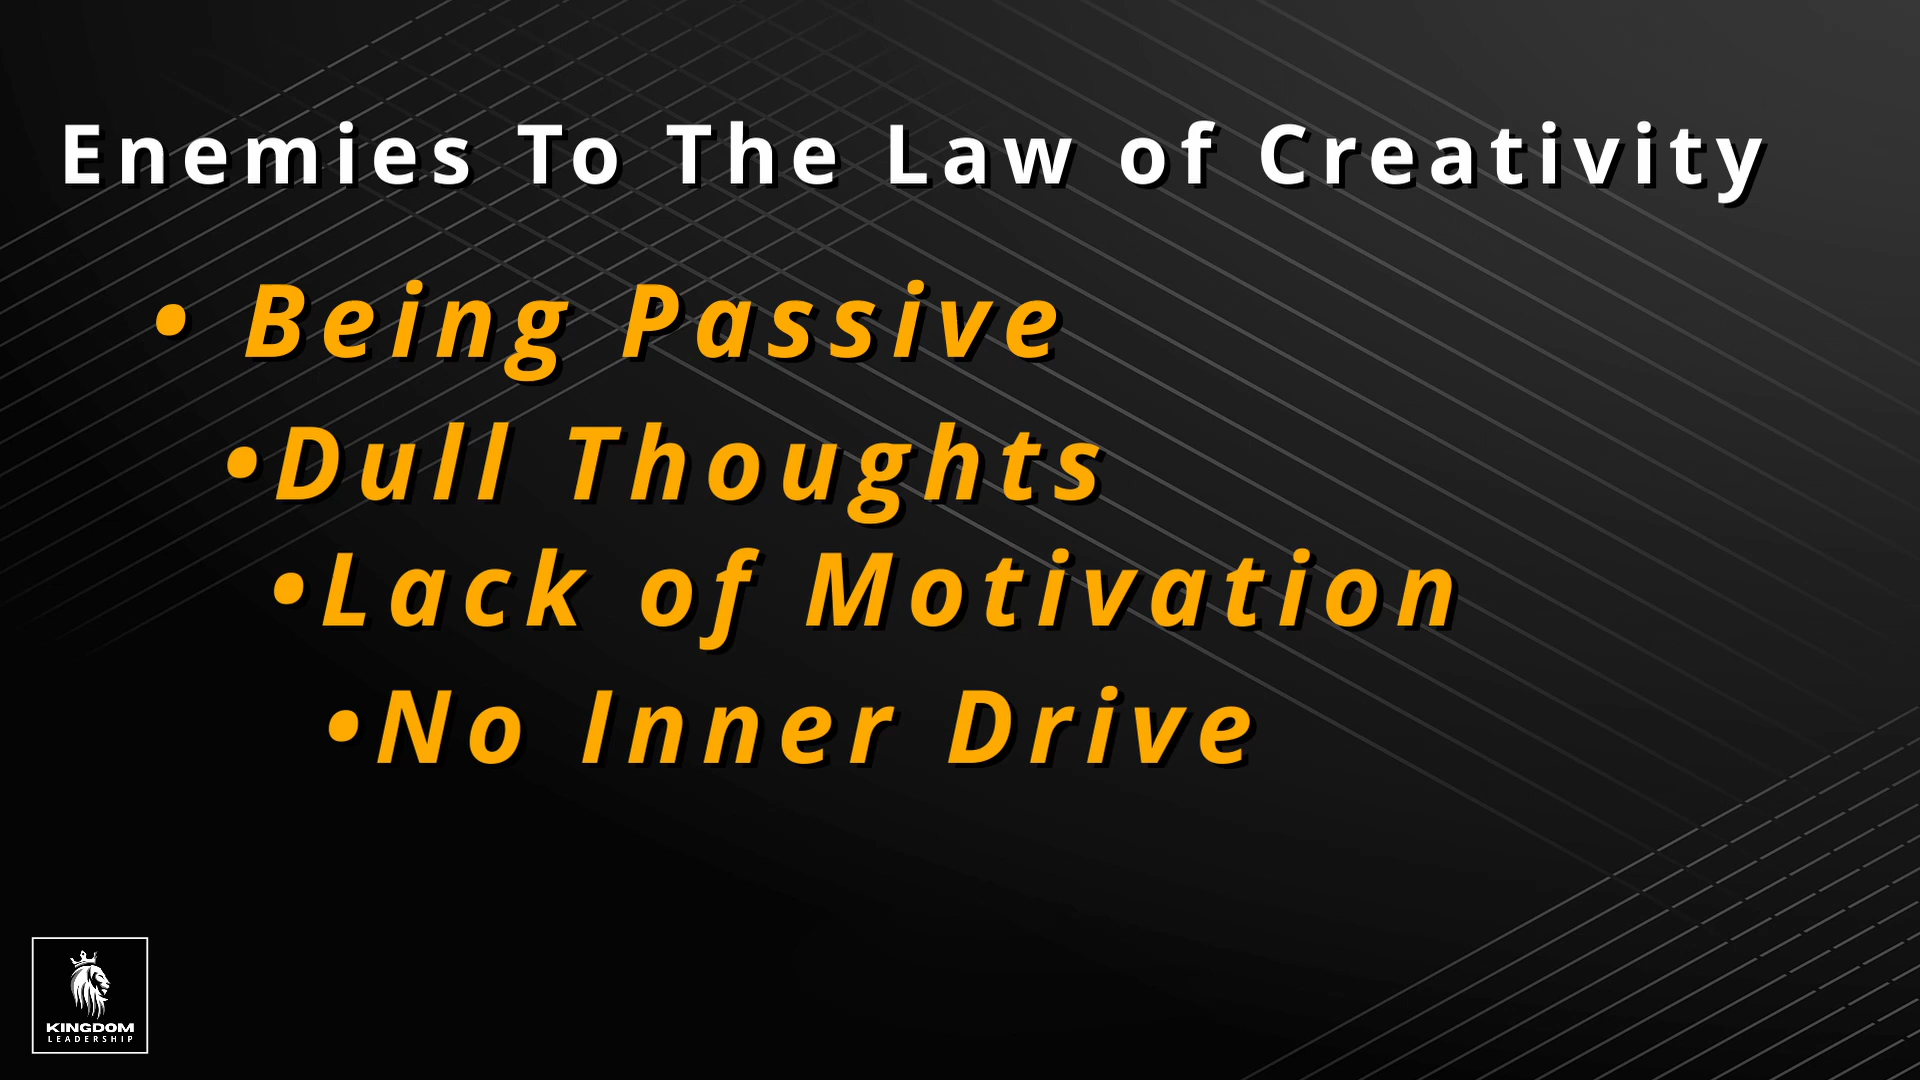 Enemies To The Law of Creativity
• Being Passive
•Dull Thoughts
•Lack of Motivation
•No Inner Drive
KINGDOM
LEADERSHIP